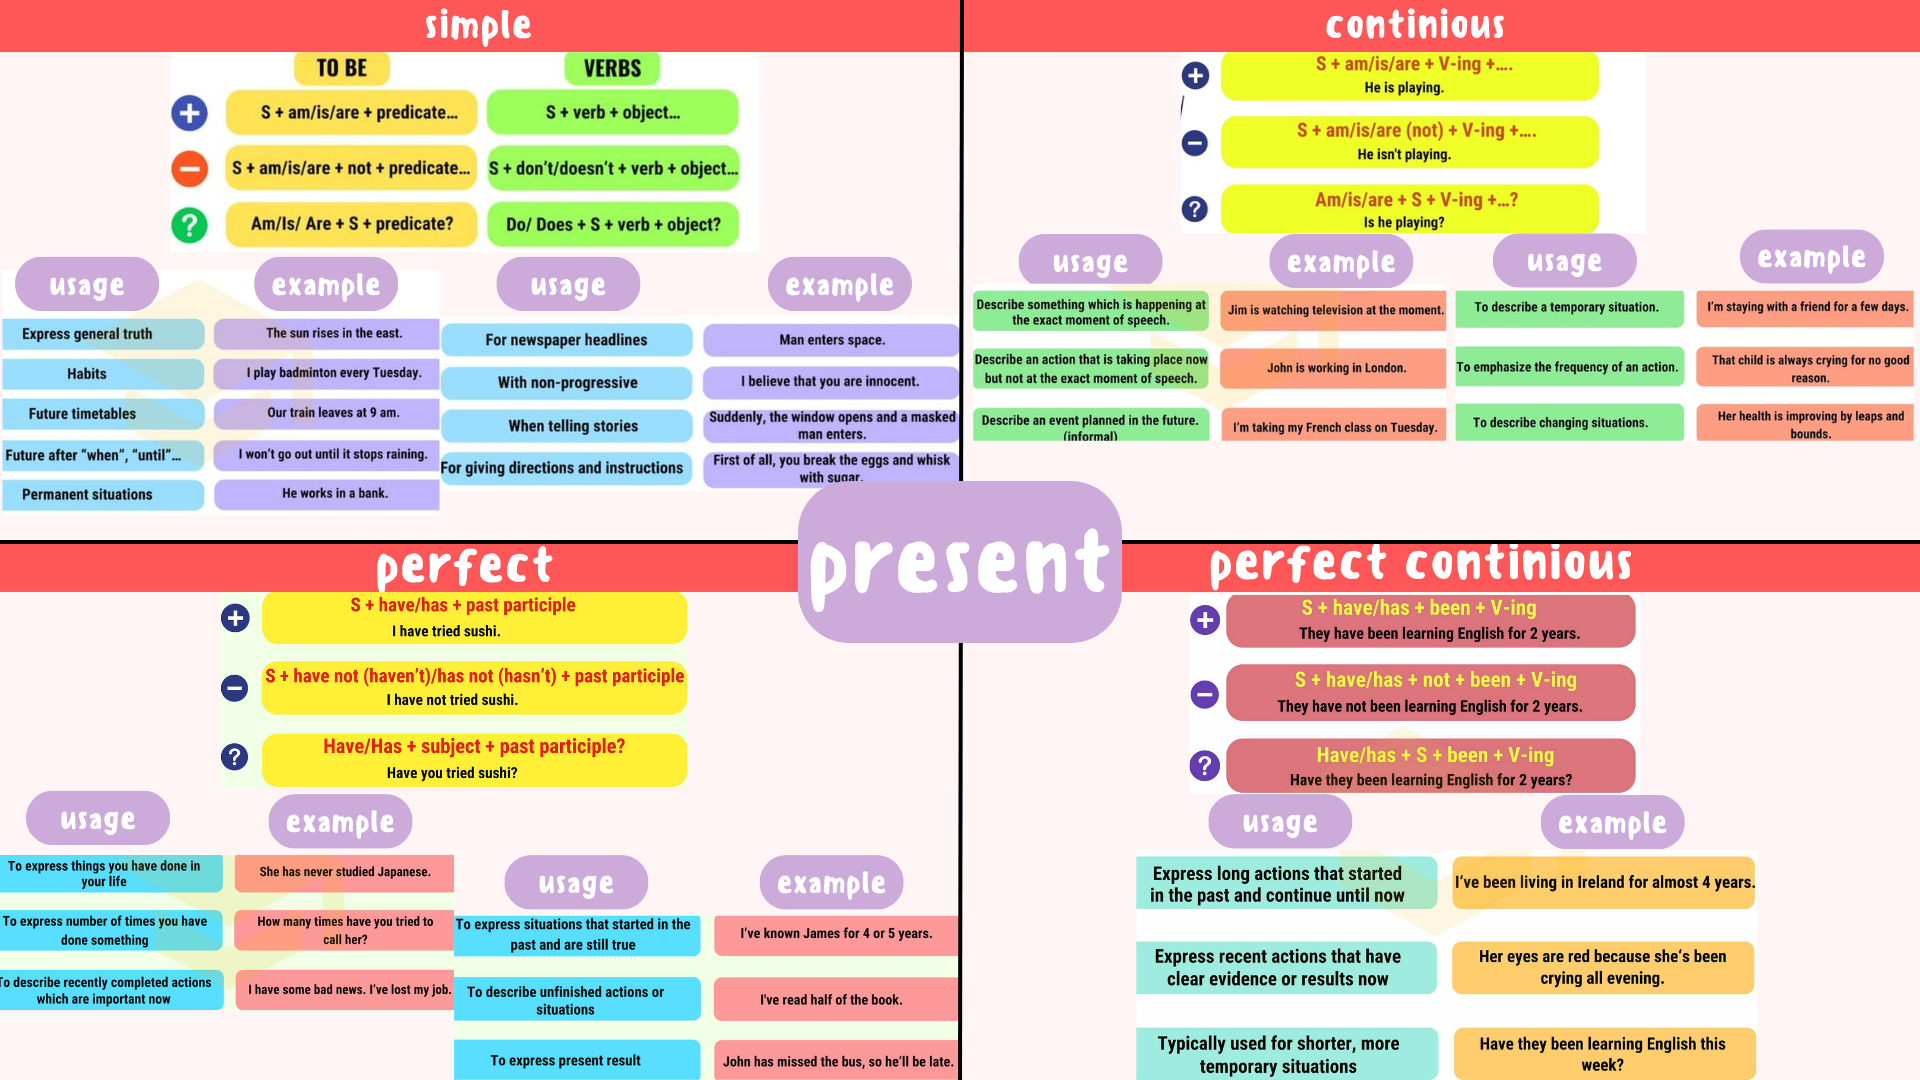 simple
TO BE
VERBS
S + am/is/are + predicate...
S + verb + object...
S + am/is/are + not + predicate...
S + don't/doesn't + verb + object...
Am/Is/ Are + S + predicate?
Do/ Does + S + verb + object?
usage
example
Express general truth
The sun rises in the east.
Habits
I play badminton every Tuesday.
Future timetables
Our train leaves at 9 am.
Future after “when”, “until”...
I won't go out until it stops raining.
Permanent situations
He works in a bank.
usage
example
For newspaper headlines
Man enters space.
With non-progressive
I believe that you are innocent.
When telling stories
Suddenly, the window opens and a masked
man enters.
For giving directions and instructions
First of all, you break the eggs and whisk
with sugar.
continious
S + am/is/are + V-ing +....
He is playing.
S + am/is/are (not) + V-ing +....
He isn't playing.
Am/is/are + S + V-ing +...?
Is he playing?
usage
example
Describe something which is happening at
the exact moment of speech.
Jim is watching television at the moment.
Describe an action that is taking place now
but not at the exact moment of speech.
John is working in London.
Describe an event planned in the future.
(informal)
I'm taking my French class on Tuesday.
usage
example
To describe a temporary situation.
I'm staying with a friend for a few days.
To emphasize the frequency of an action.
That child is always crying for no good
reason.
To describe changing situations.
Her health is improving by leaps and
bounds.
present
perfect
S + have/has + past participle
I have tried sushi.
S + have not (haven't)/has not (hasn't) + past participle
I have not tried sushi.
Have/Has + subject + past participle?
Have you tried sushi?
usage
example
To express things you have done in
your life
She has never studied Japanese.
To express number of times you have
done something
How many times have you tried to
call her?
To describe recently completed actions
which are important now
I have some bad news. I've lost my job.
usage
example
To express situations that started in the
past and are still true
I've known James for 4 or 5 years.
To describe unfinished actions or
situations
I've read half of the book.
To express present result
John has missed the bus, so he'll be late.
perfect continious
S + have/has + been + V-ing
They have been learning English for 2 years.
S + have/has + not + been + V-ing
They have not been learning English for 2 years.
Have/has + S + been + V-ing
Have they been learning English for 2 years?
usage
example
Express long actions that started
in the past and continue until now
I've been living in Ireland for almost 4 years.
Express recent actions that have
clear evidence or results now
Her eyes are red because she's been
crying all evening.
Typically used for shorter, more
temporary situations
Have they been learning English this
week?